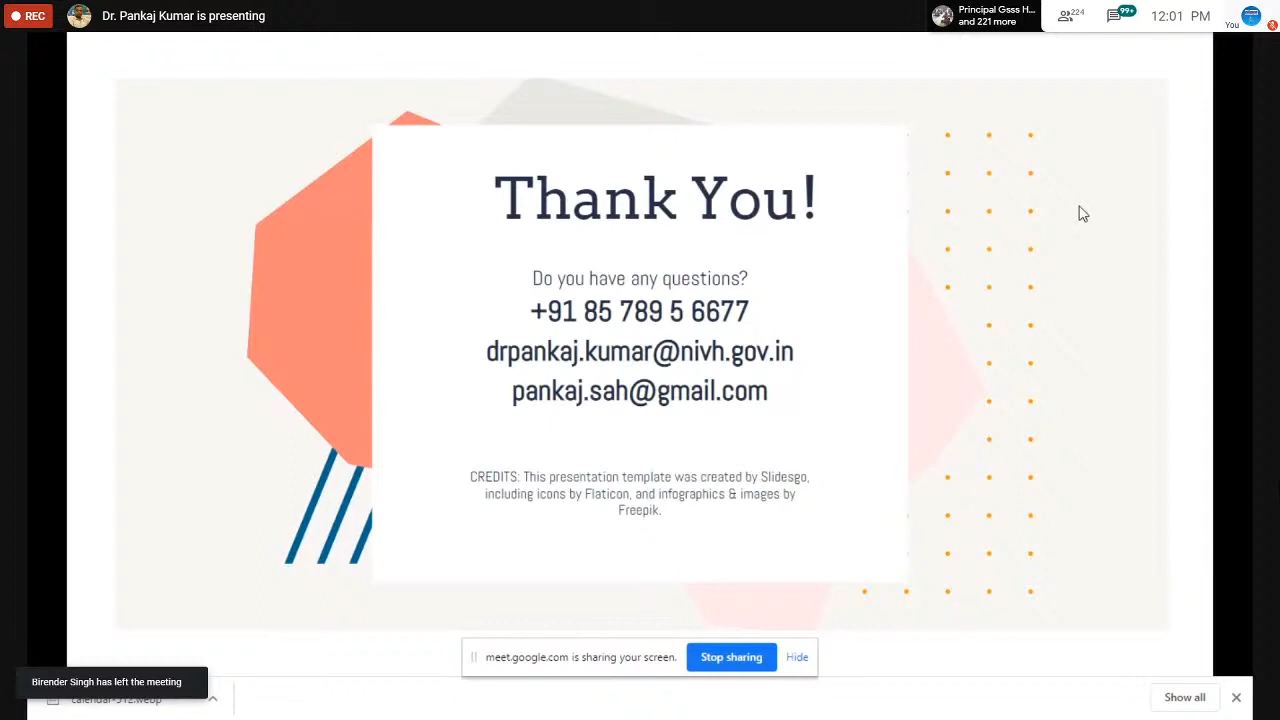 REC
Dr. Pankaj Kumar is presenting
Principal Gsss H...
and 221 more
224
99+
12:01 PM
You
Thank You!
Do you have any questions?
+91 85 789 5 6677
drpankaj.kumar@nivh.gov.in
pankaj.sah@gmail.com
CREDITS: This presentation template was created by Slidesgo,
including icons by Flaticon, and infographics & images by
Freepik.
meet.google.com is sharing your screen.
Stop sharing
Hide
Birender Singh has left the meeting
calendar-512.webp
Show all